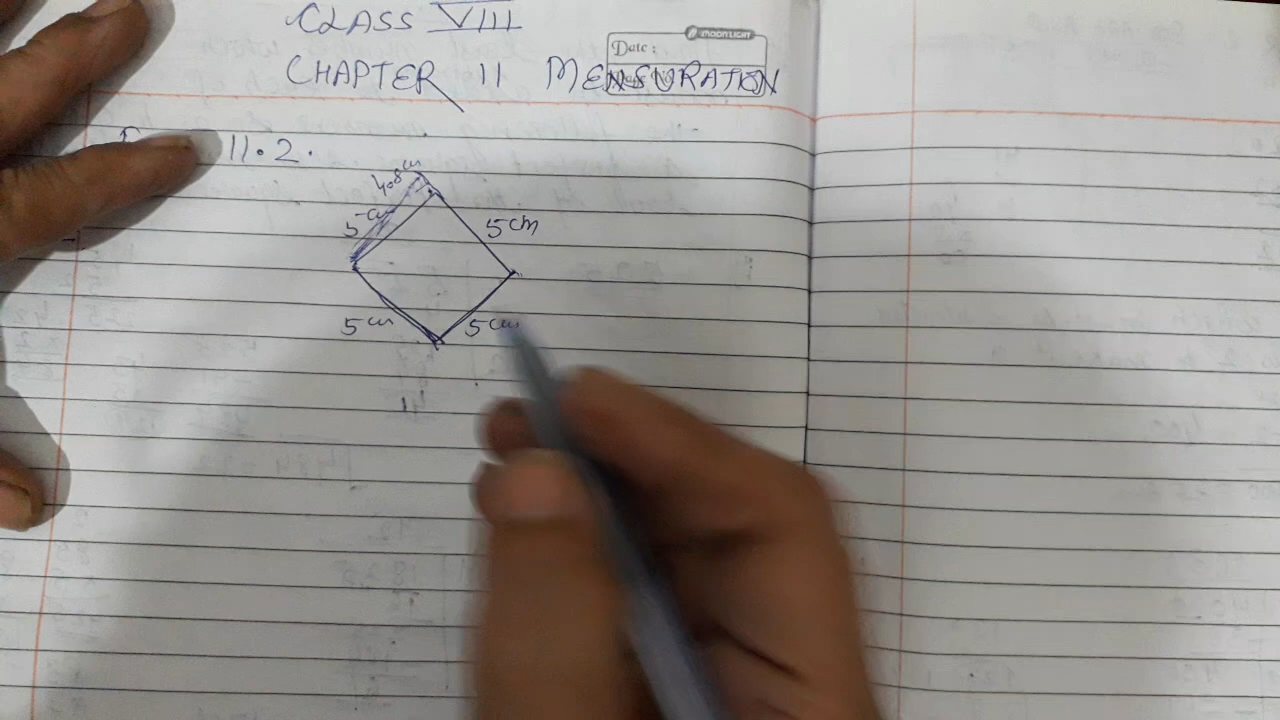 CLASS VIII
MOONLIGHT
Date :
CHAPTER 11 MENSURATION
11.2.
4.8 cm
5 cm
5 cm
5 cm
5 cm